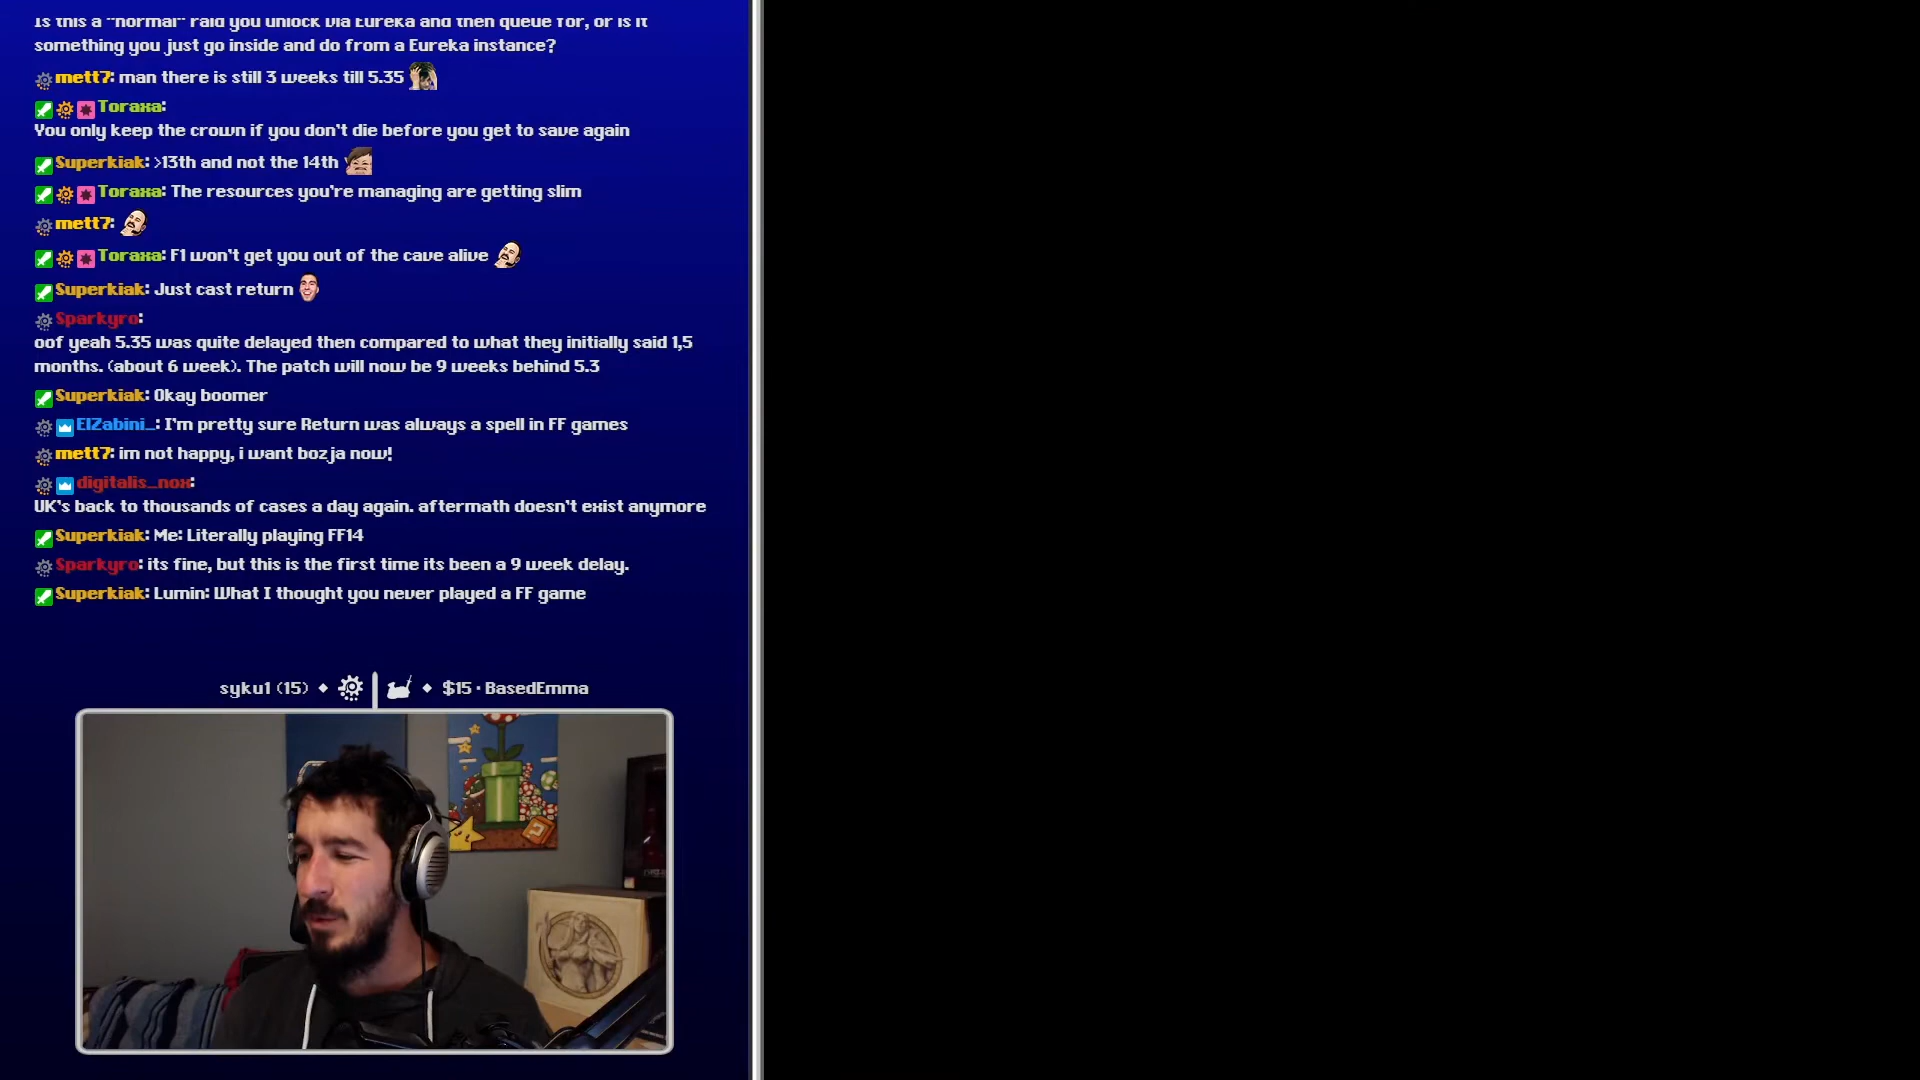 Is this a "normal" raid you unlock via Eureka and then queue for, or is it
something you just go inside and do from a Eureka instance?
mett7: man there is still 3 weeks till 5.35
Toraxa:
You only keep the crown if you don't die before you get to save again
Superkiak: >13th and not the 14th
Toraxa: The resources you're managing are getting slim
mett7:
Toraxa: F1 won't get you out of the cave alive
Superkiak: Just cast return
Sparkyro:
oof yeah 5.35 was quite delayed then compared to what they initially said 1,5
months. (about 6 week). The patch will now be 9 weeks behind 5.3
Superkiak: Okay boomer
ElZabini_: I'm pretty sure Return was always a spell in FF games
mett7: im not happy, i want bozja now!
digitalis_nox:
UK's back to thousands of cases a day again. aftermath doesn't exist anymore
Superkiak: Me: Literally playing FF14
Sparkyro: its fine, but this is the first time its been a 9 week delay.
Superkiak: Lumin: What I thought you never played a FF game
syku1 (15) ◆ ◆ $15 · BasedEmma